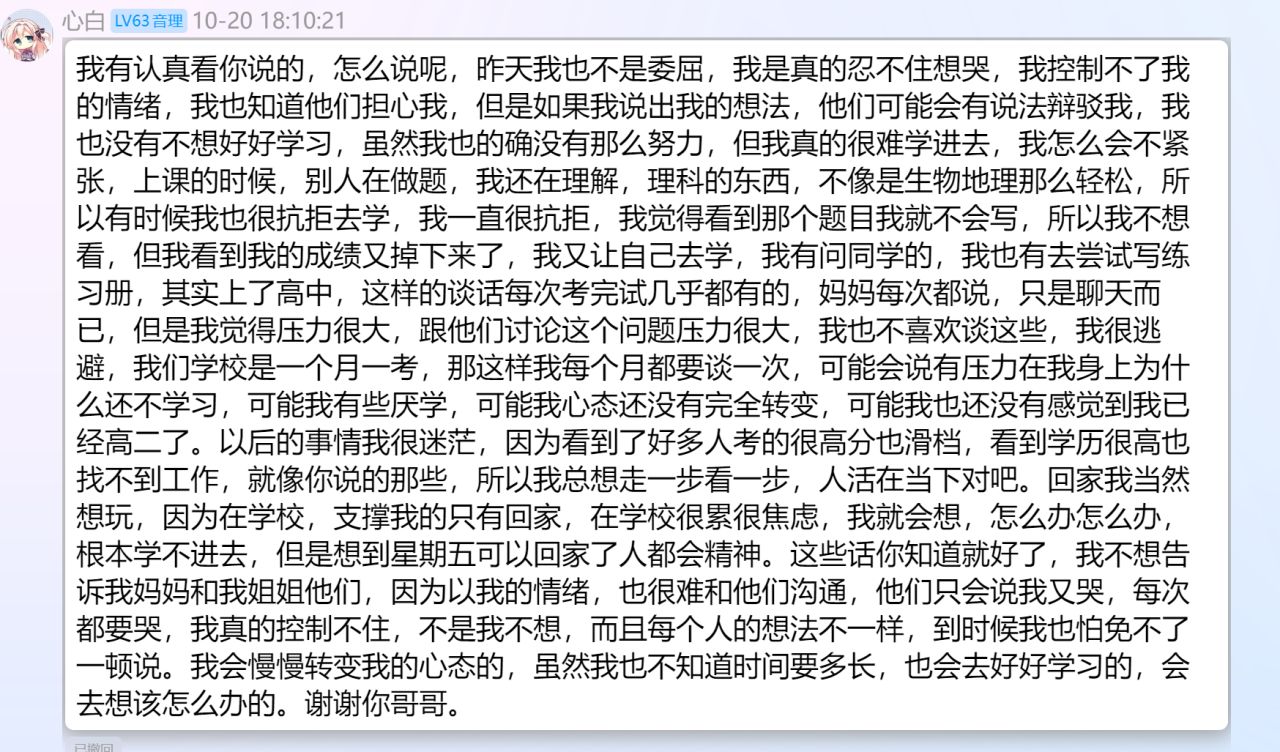 心白 LV63 音理 10-20 18:10:21
我有认真看你说的，怎么说呢，昨天我也不是委屈，我是真的忍不住想哭，我控制不了我
的情绪，我也知道他们担心我，但是如果我说出我的想法，他们可能会有说法辩驳我，我
也没有不想好好学习，虽然我也的确没有那么努力，但我真的很难学进去，我怎么会不紧
张，上课的时候，别人在做题，我还在理解，理科的东西，不像是生物地理那么轻松，所
以有时候我也很抗拒去学，我一直很抗拒，我觉得看到那个题目我就不会写，所以我不想
看，但我看到我的成绩又掉下来了，我又让自己去学，我有问同学的，我也有去尝试写练
习册，其实上了高中，这样的谈话每次考完试几乎都有的，妈妈每次都说，只是聊天而
已，但是我觉得压力很大，跟他们讨论这个问题压力很大，我也不喜欢谈这些，我很逃
避，我们学校是一个月一考，那这样我每个月都要谈一次，可能会说有压力在我身上为什
么还不学习，可能我有些厌学，可能我心态还没有完全转变，可能我也还没有感觉到我已
经高二了。以后的事情我很迷茫，因为看到了好多人考的很高分也滑档，看到学历很高也
找不到工作，就像你说的那些，所以我总想走一步看一步，人活在当下对吧。回家我当然
想玩，因为在学校，支撑我的只有回家，在学校很累很焦虑，我就会想，怎么办怎么办，
根本学不进去，但是想到星期五可以回家了人都会精神。这些话你知道就好了，我不想告
诉我妈妈和我姐姐他们，因为以我的情绪，也很难和他们沟通，他们只会说我又哭，每次
都要哭，我真的控制不住，不是我不想，而且每个人的想法不一样，到时候我也怕免不了
一顿说。我会慢慢转变我的心态的，虽然我也不知道时间要多长，也会去好好学习的，会
去想该怎么办的。谢谢你哥哥。
已撤回